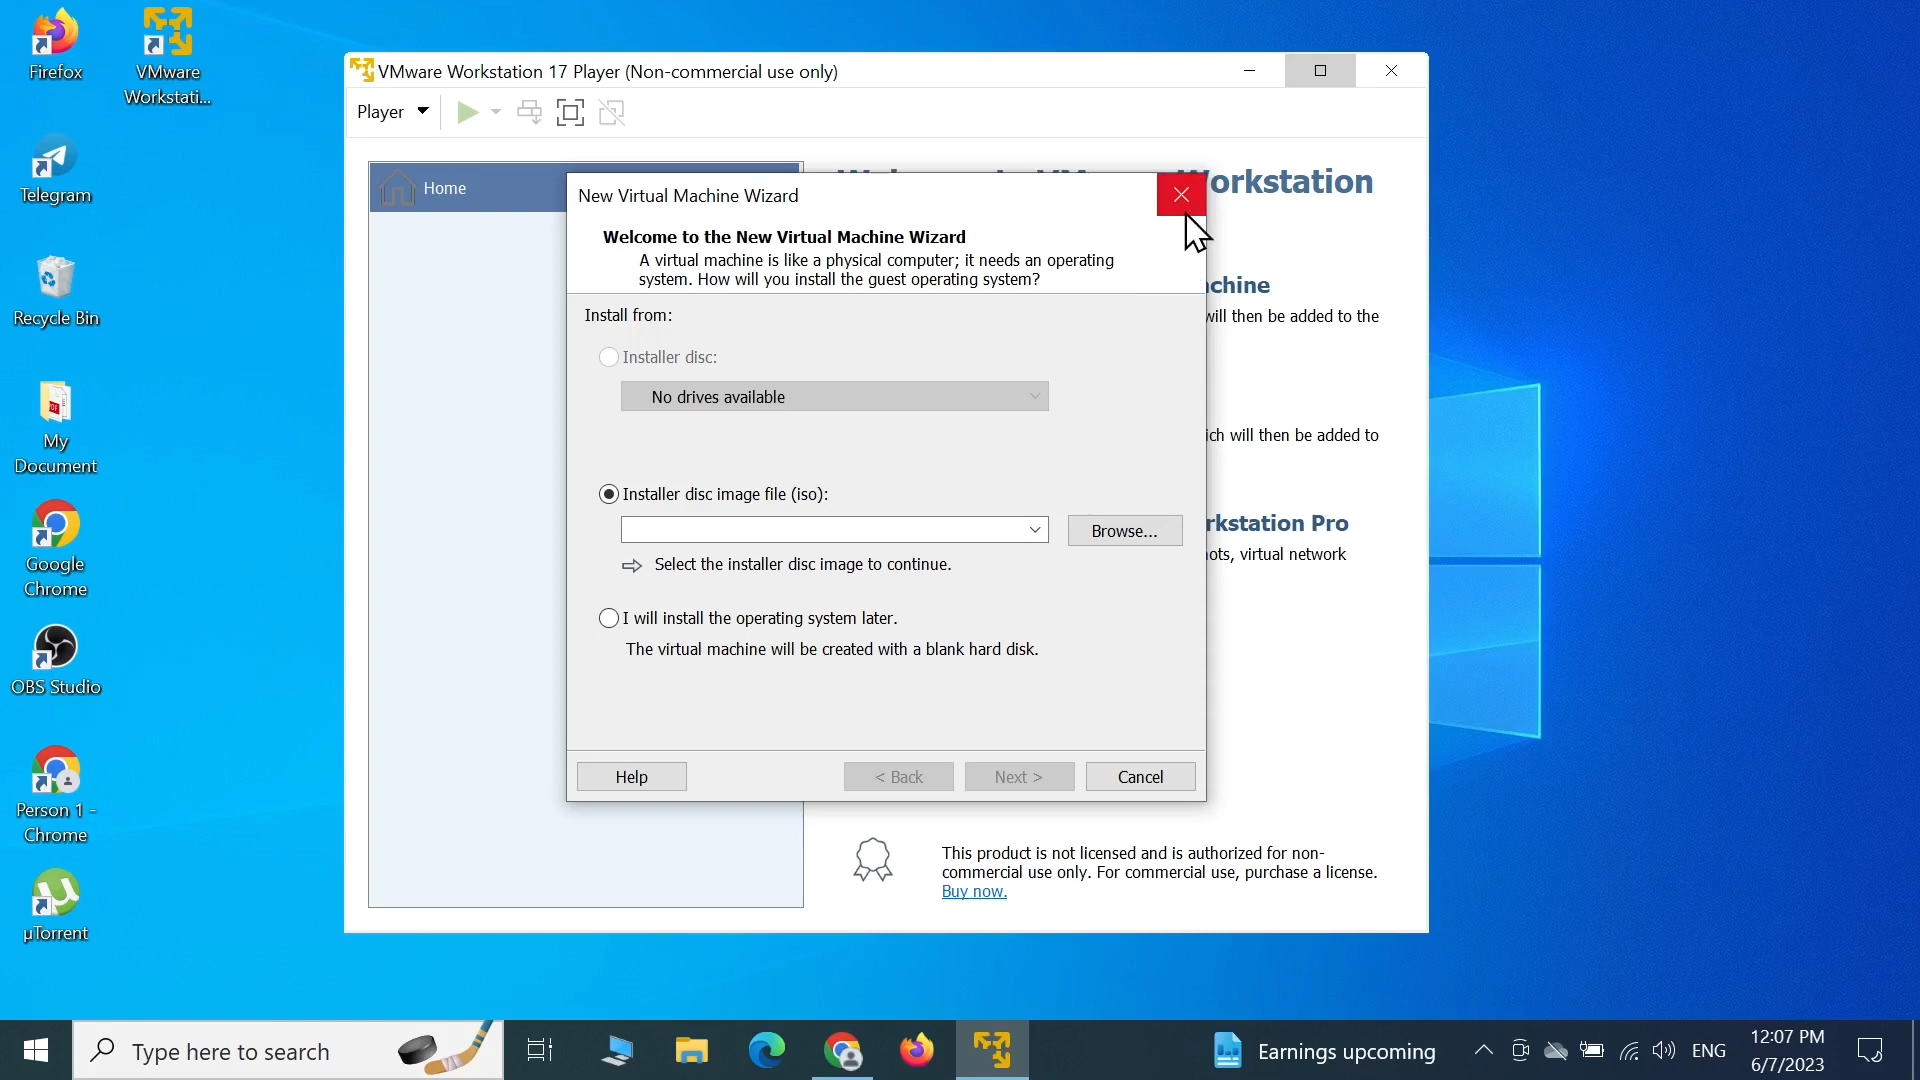 Firefox
VMware
Workstati...
Telegram
Recycle Bin
My
Document
Google
Chrome
OBS Studio
Person 1 -
Chrome
µTorrent
VMware Workstation 17 Player (Non-commercial use only)
Player
Home
orkstation
achine
will then be added to the
ich will then be added to
rkstation Pro
ots, virtual network
New Virtual Machine Wizard
Welcome to the New Virtual Machine Wizard
A virtual machine is like a physical computer; it needs an operating
system. How will you install the guest operating system?
Install from:
Installer disc:
No drives available
Installer disc image file (iso):
Browse...
Select the installer disc image to continue.
I will install the operating system later.
The virtual machine will be created with a blank hard disk.
Help
< Back
Next >
Cancel
This product is not licensed and is authorized for non-
commercial use only. For commercial use, purchase a license.
Buy now.
Type here to search
Earnings upcoming
ENG
12:07 PM
6/7/2023